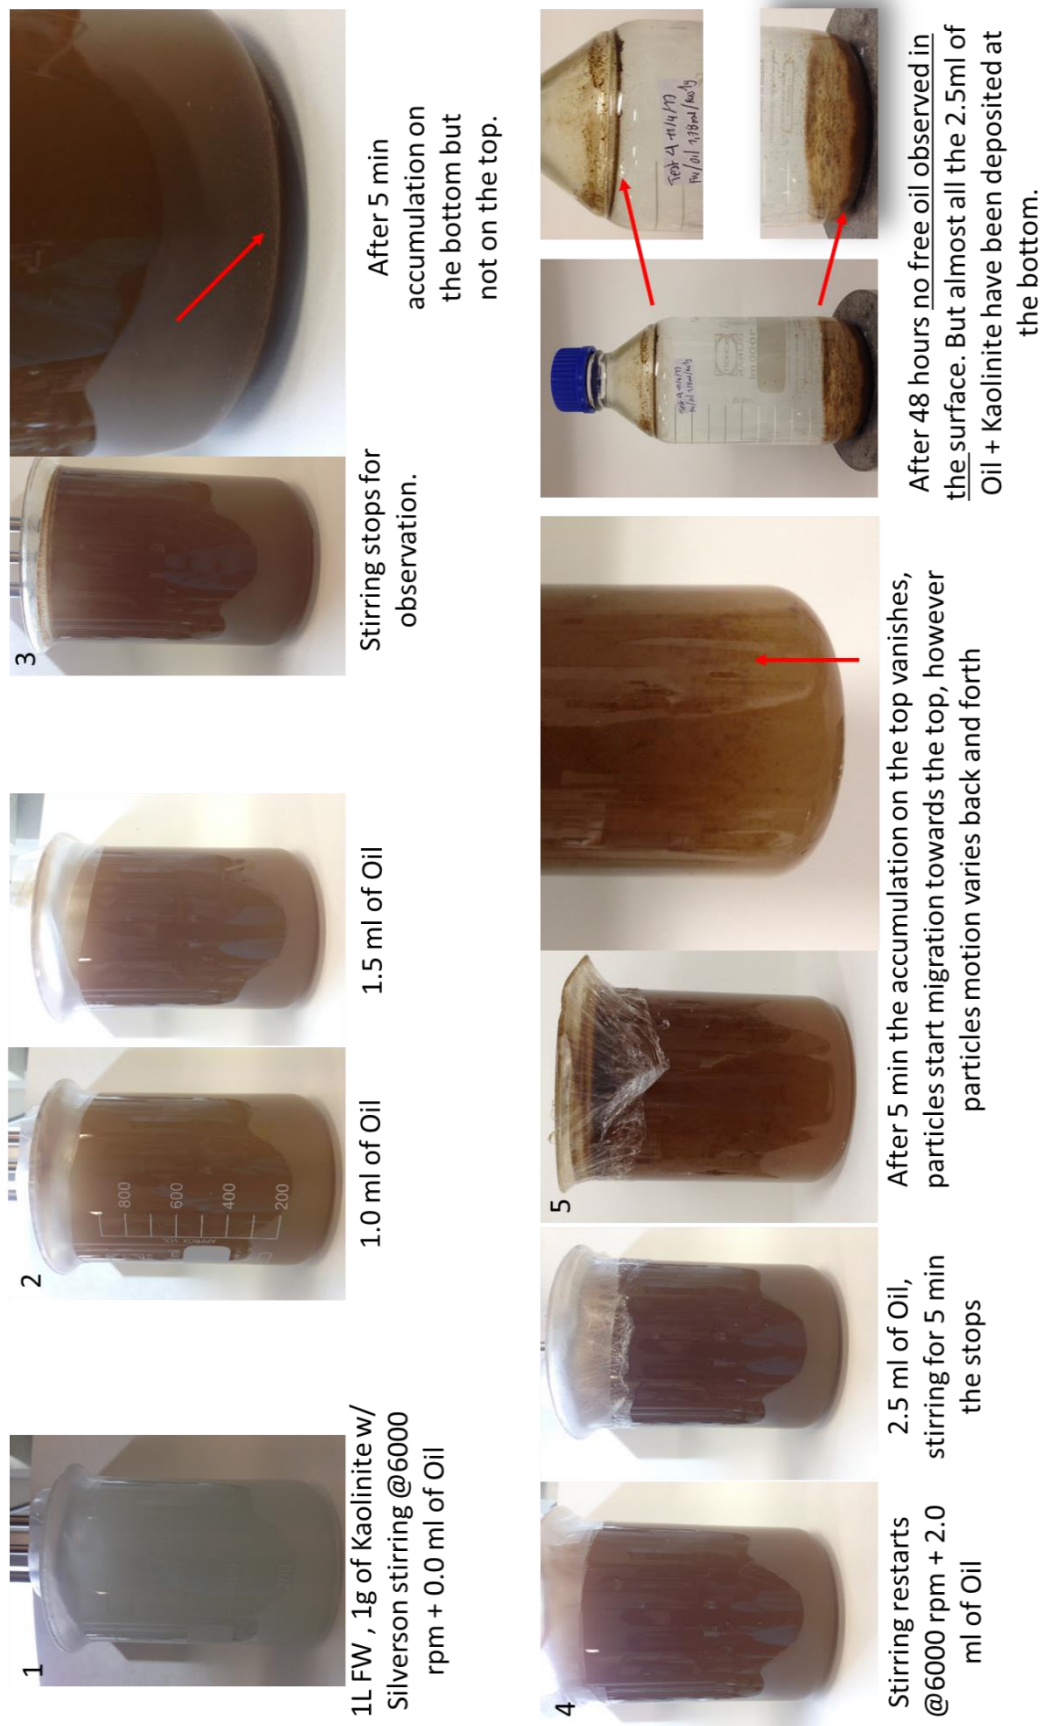 1
1L FW , 1g of Kaolinite w/
Silverson stirring @6000
rpm + 0.0 ml of Oil
2
800
600
400
200
APPROX VOL
1.0 ml of Oil
1.5 ml of Oil
3
Stirring stops for
observation.
After 5 min
accumulation on
the bottom but
not on the top.
4
Stirring restarts
@6000 rpm + 2.0
ml of Oil
2.5 ml of Oil,
stirring for 5 min
the stops
5
After 5 min the accumulation on the top vanishes,
particles start migration towards the top, however
particles motion varies back and forth
After 48 hours no free oil observed in
the surface. But almost all the 2.5ml of
Oil + Kaolinite have been deposited at
the bottom.